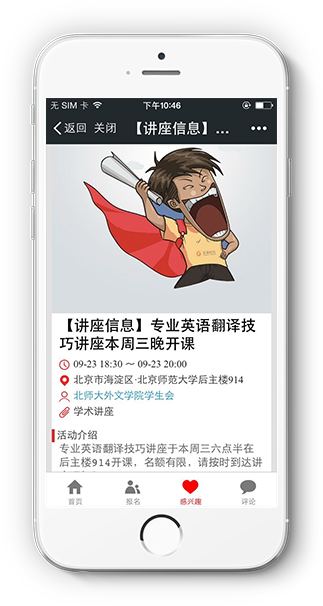 无 SIM 卡 下午10:46
返回 关闭 【讲座信息】...
【讲座信息】专业英语翻译技
巧讲座本周三晚开课
09-23 18:30 ～ 09-23 20:00
北京市海淀区·北京师范大学后主楼914
北师大外文学院学生会
学术讲座
活动介绍
专业英语翻译技巧讲座于本周三六点半在
后主楼914开课，名额有限，请按时到达讲
首页 报名 感兴趣 评论